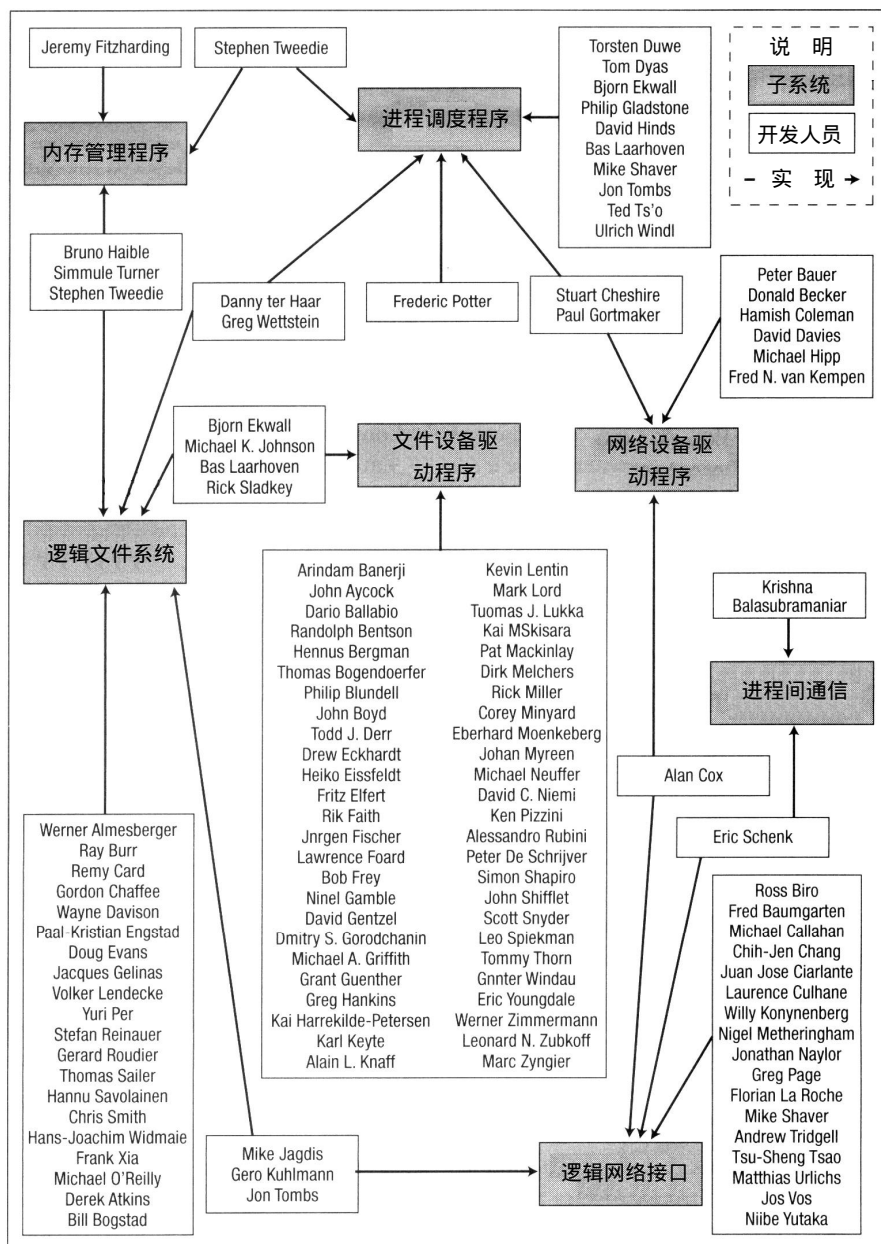 Jeremy Fitzharding
Stephen Tweedie
Torsten Duwe
Tom Dyas
Bjorn Ekwall
Philip Gladstone
David Hinds
Bas Laarhoven
Mike Shaver
Jon Tombs
Ted Ts'o
Ulrich Windl
说 明
子系统
开发人员
实 现
内存管理程序
进程调度程序
Bruno Haible
Simmule Turner
Stephen Tweedie
Danny ter Haar
Greg Wettstein
Frederic Potter
Stuart Cheshire
Paul Gortmaker
Peter Bauer
Donald Becker
Hamish Coleman
David Davies
Michael Hipp
Fred N. van Kempen
Bjorn Ekwall
Michael K. Johnson
Bas Laarhoven
Rick Sladkey
文件设备驱
动程序
网络设备驱
动程序
逻辑文件系统
Arindam Banerji
John Aycock
Dario Ballabio
Randolph Bentson
Hennus Bergman
Thomas Bogendoerfer
Philip Blundell
John Boyd
Todd J. Derr
Drew Eckhardt
Heiko Eissfeldt
Fritz Elfert
Rik Faith
Jnrgen Fischer
Lawrence Foard
Bob Frey
Ninel Gamble
David Gentzel
Dmitry S. Gorodchanin
Michael A. Griffith
Grant Guenther
Greg Hankins
Kai Harrekilde-Petersen
Karl Keyte
Alain L. Knaff
Kevin Lentin
Mark Lord
Tuomas J. Lukka
Kai MSkisara
Pat Mackinlay
Dirk Melchers
Rick Miller
Corey Minyard
Eberhard Moenkeberg
Johan Myreen
Michael Neuffer
David C. Niemi
Ken Pizzini
Alessandro Rubini
Peter De Schrijver
Simon Shapiro
John Shifflet
Scott Snyder
Leo Spiekman
Tommy Thorn
Gnnter Windau
Eric Youngdale
Werner Zimmermann
Leonard N. Zubkoff
Marc Zyngier
Krishna
Balasubramaniar
进程间通信
Alan Cox
Eric Schenk
Werner Almesberger
Ray Burr
Remy Card
Gordon Chaffee
Wayne Davison
Paal-Kristian Engstad
Doug Evans
Jacques Gelinas
Volker Lendecke
Yuri Per
Stefan Reinauer
Gerard Roudier
Thomas Sailer
Hannu Savolainen
Chris Smith
Hans-Joachim Widmaie
Frank Xia
Michael O'Reilly
Derek Atkins
Bill Bogstad
Mike Jagdis
Gero Kuhlmann
Jon Tombs
逻辑网络接口
Ross Biro
Fred Baumgarten
Michael Callahan
Chih-Jen Chang
Juan Jose Ciarlante
Laurence Culhane
Willy Konynenberg
Nigel Metheringham
Jonathan Naylor
Greg Page
Florian La Roche
Mike Shaver
Andrew Tridgell
Tsu-Sheng Tsao
Matthias Urlichs
Jos Vos
Niibe Yutaka